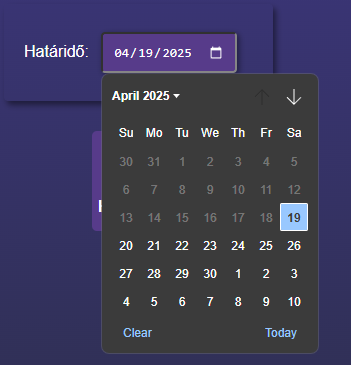 Határidő: 04/19/2025
April 2025
Su Mo Tu We Th Fr Sa
30 31 1 2 3 4 5
6 7 8 9 10 11 12
13 14 15 16 17 18 19
20 21 22 23 24 25 26
27 28 29 30 1 2 3
4 5 6 7 8 9 10
Clear Today